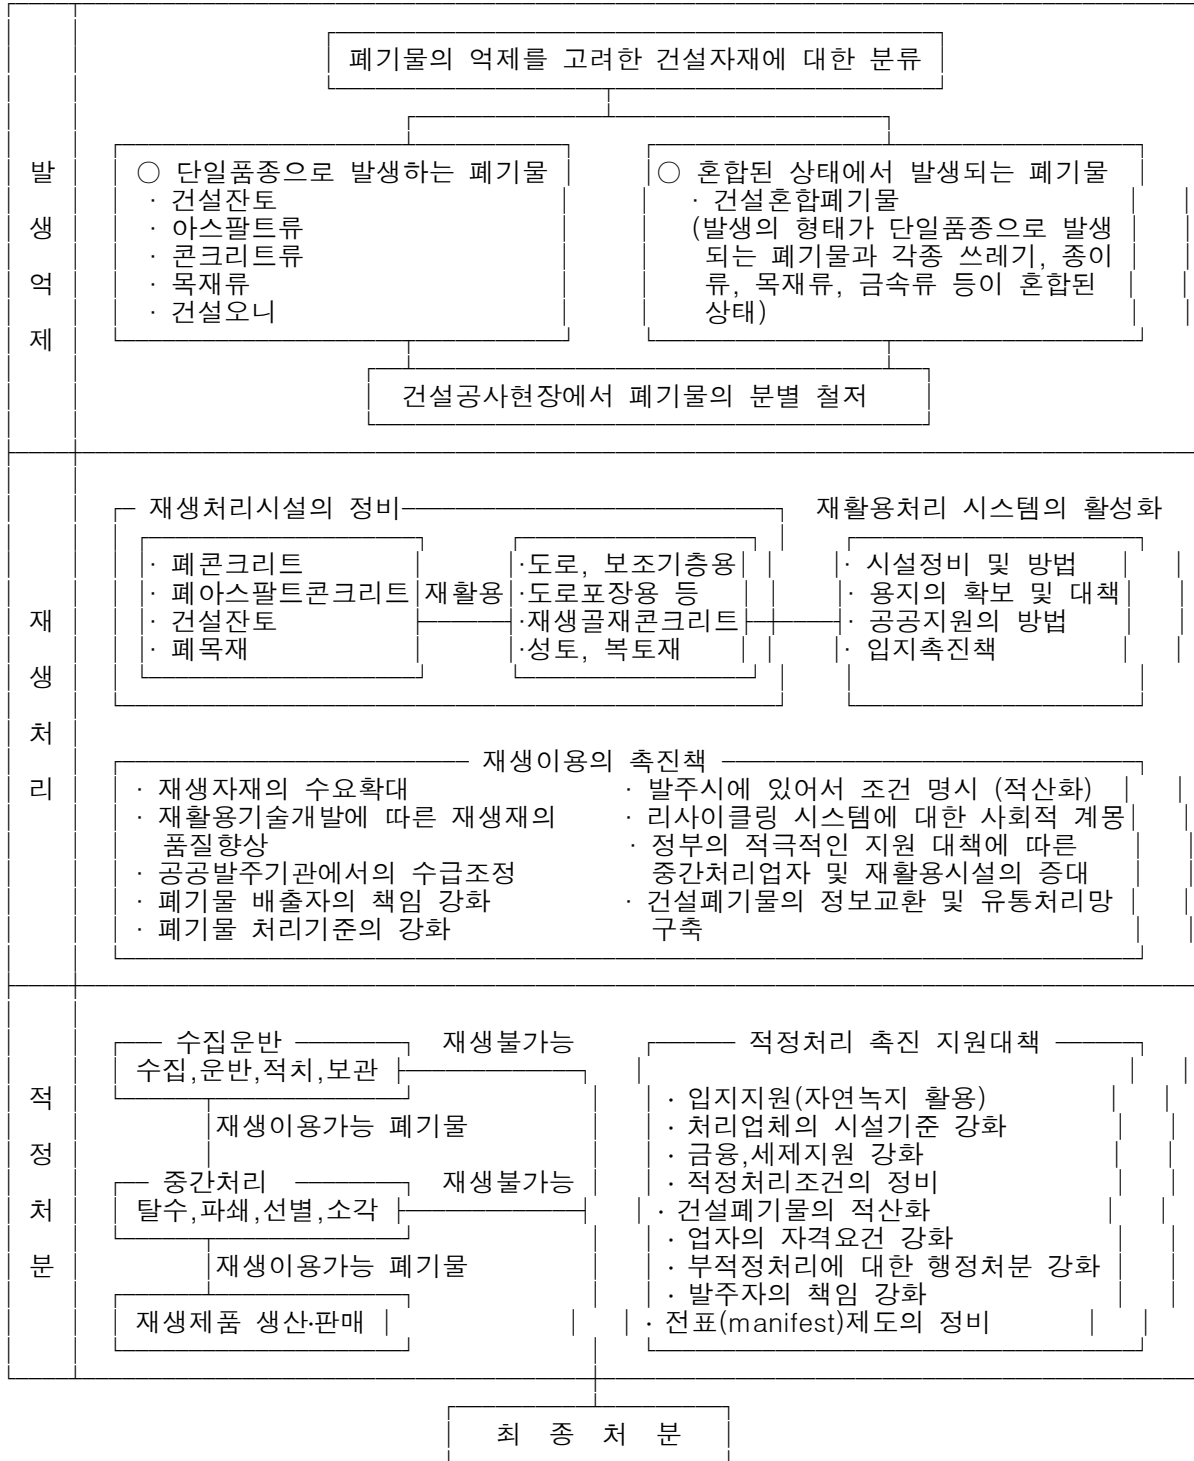 폐기물의 억제를 고려한 건설자재에 대한 분류
발생억제
○ 단일품종으로 발생하는 폐기물
· 건설잔토
· 아스팔트류
· 콘크리트류
· 목재류
· 건설오니
○ 혼합된 상태에서 발생되는 폐기물
· 건설혼합폐기물
(발생의 형태가 단일품종으로 발생
되는 폐기물과 각종 쓰레기, 종이
류, 목재류, 금속류 등이 혼합된
상태)
건설공사현장에서 폐기물의 분별 철저
재생처리
재생처리시설의 정비
· 폐콘크리트
· 폐아스팔트콘크리트
· 건설잔토
· 폐목재
재활용
·도로, 보조기층용
·도로포장용 등
·재생골재콘크리트
·성토, 복토재
재활용처리 시스템의 활성화
· 시설정비 및 방법
· 용지의 확보 및 대책
· 공공지원의 방법
· 입지촉진책
재생이용의 촉진책
· 재생자재의 수요확대
· 재활용기술개발에 따른 재생재의
품질향상
· 공공발주기관에서의 수급조정
· 폐기물 배출자의 책임 강화
· 폐기물 처리기준의 강화
· 발주시에 있어서 조건 명시 (적산화)
· 리사이클링 시스템에 대한 사회적 계몽
· 정부의 적극적인 지원 대책에 따른
중간처리업자 및 재활용시설의 증대
· 건설폐기물의 정보교환 및 유통처리망
구축
적정처분
수집운반
수집,운반,적치,보관
재생불가능
재생이용가능 폐기물
중간처리
탈수,파쇄,선별,소각
재생불가능
재생이용가능 폐기물
재생제품 생산·판매
적정처리 촉진 지원대책
· 입지지원(자연녹지 활용)
· 처리업체의 시설기준 강화
· 금융,세제지원 강화
· 적정처리조건의 정비
· 건설폐기물의 적산화
· 업자의 자격요건 강화
· 부적정처리에 대한 행정처분 강화
· 발주자의 책임 강화
· 전표(manifest)제도의 정비
최 종 처 분